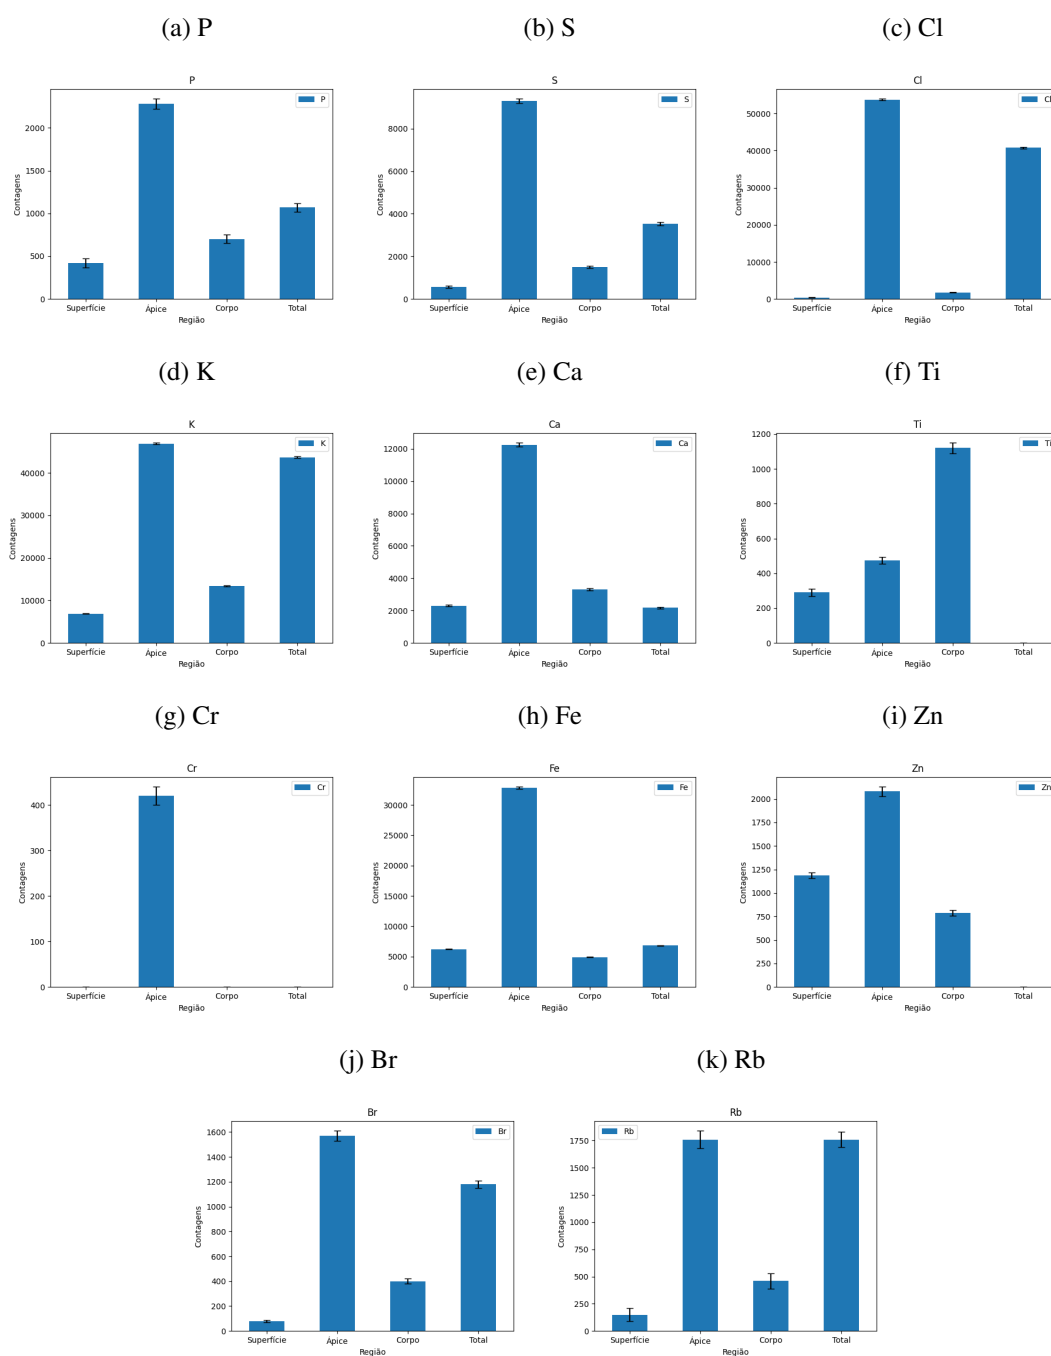 (a) P
(b) S
(c) Cl
P
P
2000
1500
1000
500
0
Contagens
Superfície Ápice Corpo Total
Região
S
S
8000
6000
4000
2000
0
Contagens
Superfície Ápice Corpo Total
Região
Cl
Cl
50000
40000
30000
20000
10000
0
Contagens
Superfície Ápice Corpo Total
Região
(d) K
(e) Ca
(f) Ti
K
K
40000
30000
20000
10000
0
Contagens
Superfície Ápice Corpo Total
Região
Ca
Ca
12000
10000
8000
6000
4000
2000
0
Contagens
Superfície Ápice Corpo Total
Região
Ti
Ti
1200
1000
800
600
400
200
0
Contagens
Superfície Ápice Corpo Total
Região
(g) Cr
(h) Fe
(i) Zn
Cr
Cr
400
300
200
100
0
Contagens
Superfície Ápice Corpo Total
Região
Fe
Fe
30000
25000
20000
15000
10000
5000
0
Contagens
Superfície Ápice Corpo Total
Região
Zn
Zn
2000
1750
1500
1250
1000
750
500
250
0
Contagens
Superfície Ápice Corpo Total
Região
(j) Br
(k) Rb
Br
Br
1600
1400
1200
1000
800
600
400
200
0
Contagens
Superfície Ápice Corpo Total
Região
Rb
Rb
1750
1500
1250
1000
750
500
250
0
Contagens
Superfície Ápice Corpo Total
Região